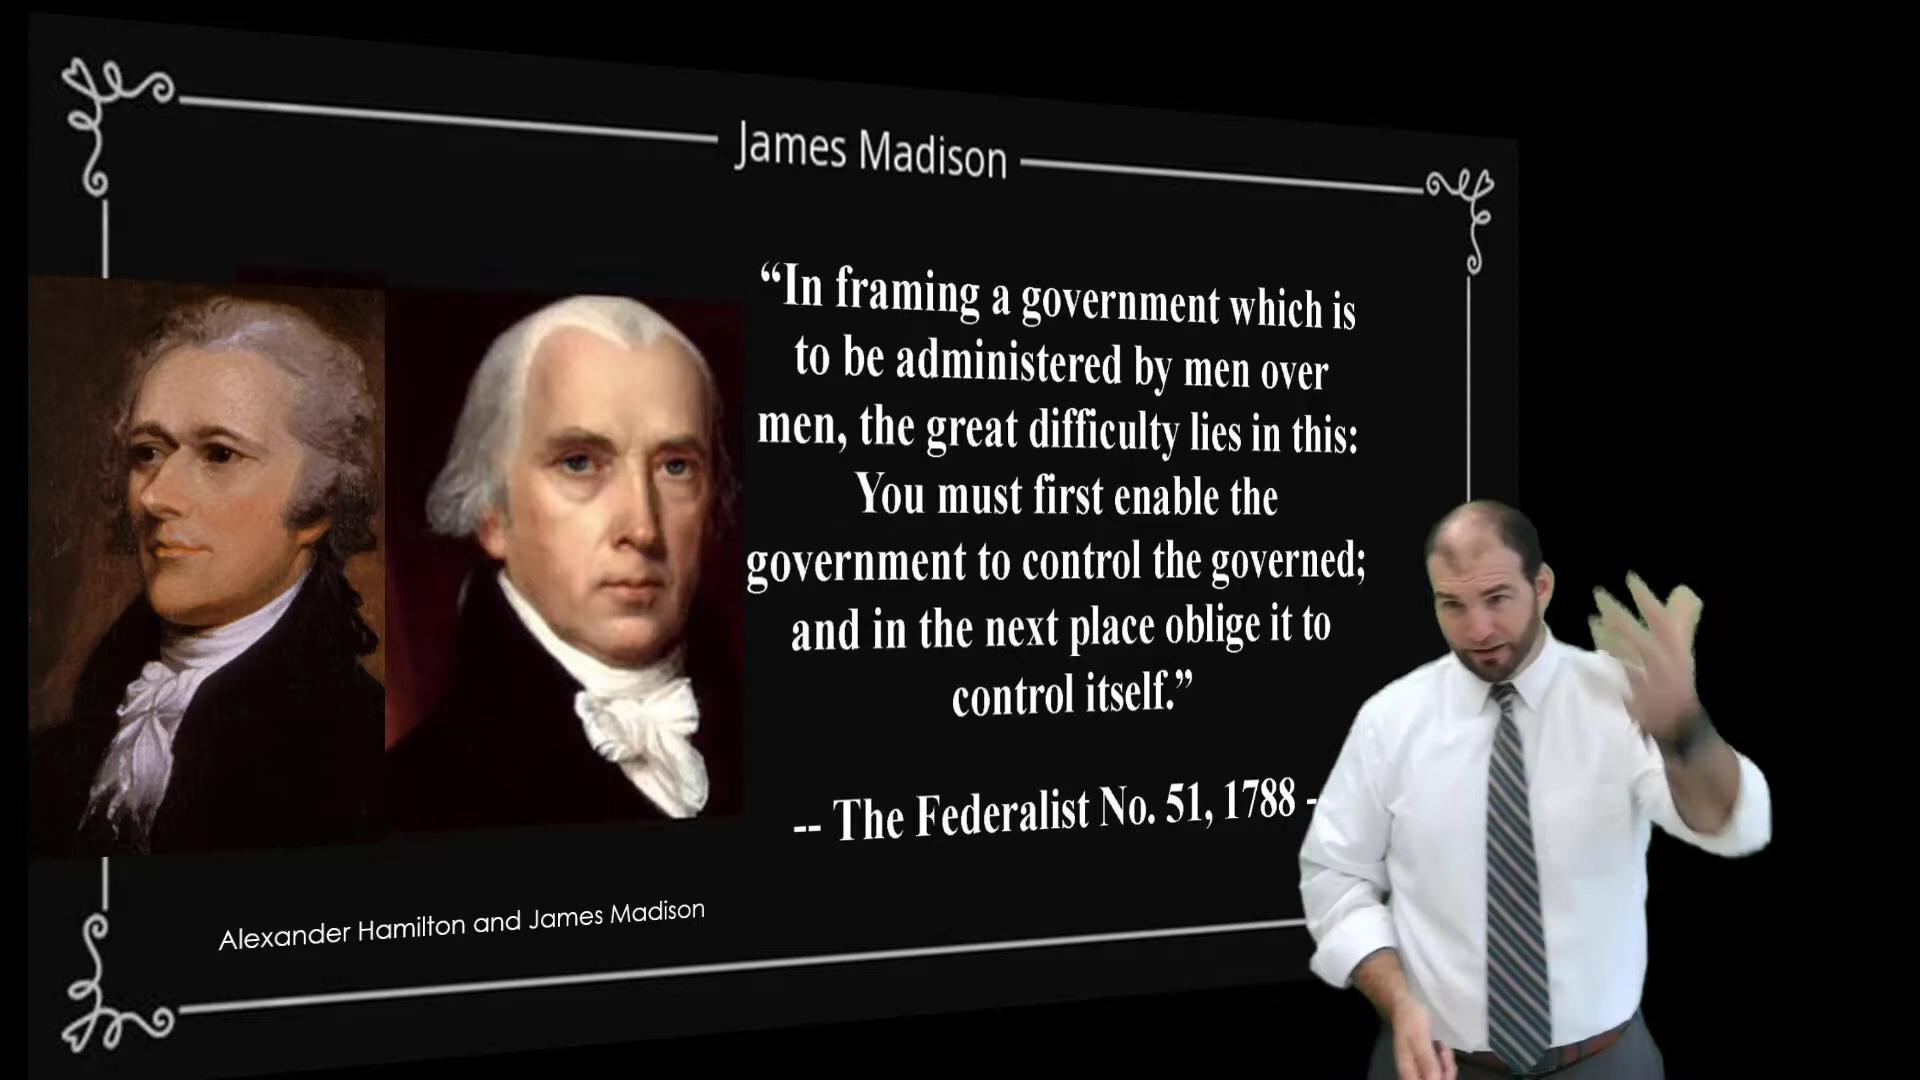 James Madison
“In framing a government which is
to be administered by men over
men, the great difficulty lies in this:
You must first enable the
government to control the governed;
and in the next place oblige it to
control itself.”
-- The Federalist No. 51, 1788 -
Alexander Hamilton and James Madison